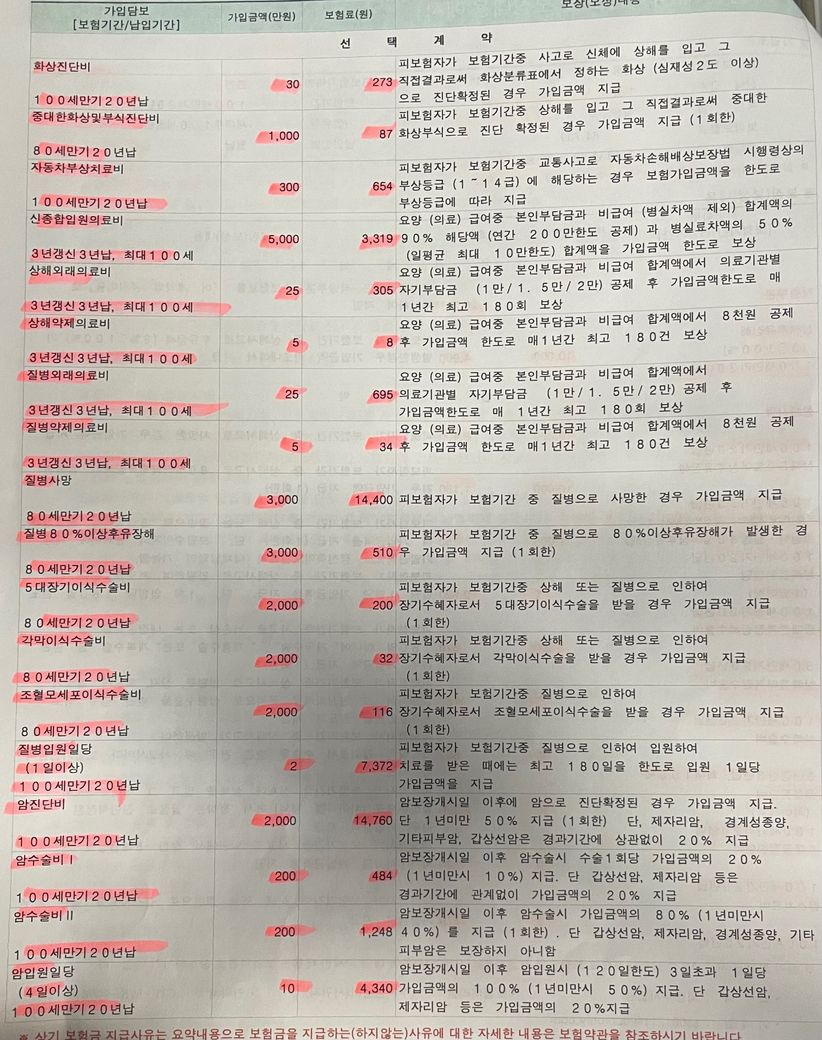 가입담보 가입금액(만원) 보험료(원) 보상(보장)내용
[보험기간/납입기간]
선 택 계 약
화상진단비 30 273 피보험자가 보험기간중 사고로 신체에 상해를 입고 그
직접결과로써 화상분류표에서 정하는 화상 (심재성2도 이상)
100세만기20년납 으로 진단확정된 경우 가입금액 지급
중대한화상및부식진단비 1,000 87 피보험자가 보험기간중 상해를 입고 그 직접결과로써 중대한
화상부식으로 진단 확정된 경우 가입금액 지급 (1회한)
80세만기20년납
자동차부상치료비 300 654 피보험자가 보험기간중 교통사고로 자동차손해배상보장법 시행령상의
부상등급 (1~14급) 에 해당하는 경우 보험가입금액을 한도로
100세만기20년납 부상등급에 따라 지급
신종합입원의료비 5,000 3,319 요양 (의료) 급여중 본인부담금과 비급여 (병실차액 제외) 합계액의
90% 해당액 (연간 200만한도 공제) 과 병실료차액의 50%
3년갱신3년납, 최대100세 (일평균 최대 10만한도) 합계액을 가입금액 한도로 보상
상해외래의료비 25 305 요양 (의료) 급여중 본인부담금과 비급여 합계액에서 의료기관별
자기부담금 (1만/1.5만/2만) 공제 후 가입금액한도로 매
3년갱신3년납, 최대100세 1년간 최고 180회 보상
상해약제의료비 5 8 요양 (의료) 급여중 본인부담금과 비급여 합계액에서 8천원 공제
후 가입금액 한도로 매1년간 최고 180건 보상
3년갱신3년납, 최대100세
질병외래의료비 25 695 요양 (의료) 급여중 본인부담금과 비급여 합계액에서
의료기관별 자기부담금 (1만/1.5만/2만) 공제 후
3년갱신3년납, 최대100세 가입금액한도로 매 1년간 최고 180회 보상
질병약제의료비 5 34 요양 (의료) 급여중 본인부담금과 비급여 합계액에서 8천원 공제
후 가입금액 한도로 매1년간 최고 180건 보상
3년갱신3년납, 최대100세
질병사망 3,000 14,400 피보험자가 보험기간 중 질병으로 사망한 경우 가입금액 지급
80세만기20년납
질병80%이상후유장해 3,000 510 피보험자가 보험기간 중 질병으로 80%이상후유장해가 발생한 경
우 가입금액 지급 (1회한)
80세만기20년납
5대장기이식수술비 2,000 200 피보험자가 보험기간중 상해 또는 질병으로 인하여
장기수혜자로서 5대장기이식수술을 받을 경우 가입금액 지급
80세만기20년납 (1회한)
각막이식수술비 2,000 32 피보험자가 보험기간중 상해 또는 질병으로 인하여
장기수혜자로서 각막이식수술을 받을 경우 가입금액 지급
80세만기20년납 (1회한)
조혈모세포이식수술비 2,000 116 피보험자가 보험기간중 질병으로 인하여
장기수혜자로서 조혈모세포이식수술을 받을 경우 가입금액 지급
80세만기20년납 (1회한)
질병입원일당 2 7,372 피보험자가 보험기간중 질병으로 인하여 입원하여
(1일이상) 치료를 받은 때에는 최고 180일을 한도로 입원 1일당
100세만기20년납 가입금액을 지급
암진단비 2,000 14,760 암보장개시일 이후에 암으로 진단확정된 경우 가입금액 지급.
단 1년미만 50% 지급 (1회한) 단, 제자리암, 경계성종양,
100세만기20년납 기타피부암, 갑상선암은 경과기간에 상관없이 20% 지급
암수술비Ⅰ 200 484 암보장개시일 이후 암수술시 수술1회당 가입금액의 20%
(1년미만시 10%) 지급. 단 갑상선암, 제자리암 등은
100세만기20년납 경과기간에 관계없이 가입금액의 20% 지급
암수술비Ⅱ 200 1,248 암보장개시일 이후 암수술시 가입금액의 80% (1년미만시
40%) 를 지급 (1회한) . 단 갑상선암, 제자리암, 경계성종양, 기타
100세만기20년납 피부암은 보장하지 아니함
암입원일당 10 4,340 암보장개시일 이후 암입원시 (120일한도) 3일초과 1일당
(4일이상) 가입금액의 100% (1년미만시 50%) 지급. 단 갑상선암,
100세만기20년납 제자리암 등은 가입금액의 20%지급
※ 상기 보험금 지급사유는 요약내용으로 보험금을 지급하는(하지않는)사유에 대한 자세한 내용은 보험약관을 참조하시기 바랍니다